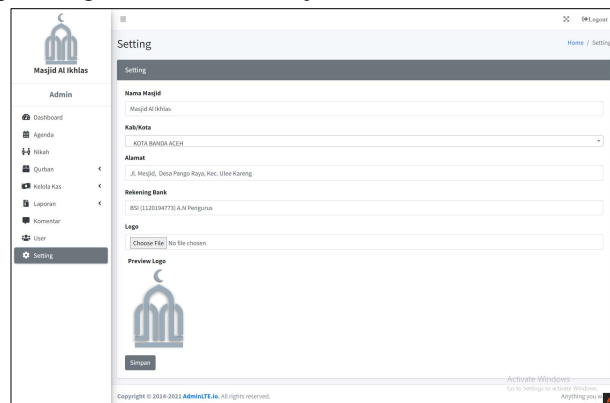 Logout
Masjid Al Ikhlas
Setting
Home / Setting
Admin
Setting
Dashboard
Agenda
Nikah
Qurban
Kelola Kas
Laporan
Komentar
User
Setting
Nama Masjid
Masjid Al Ikhlas
Kab/Kota
KOTA BANDA ACEH
Alamat
Jl. Mesjid, Desa Pango Raya, Kec. Ulee Kareng
Rekening Bank
BSI (1120194773) A.N Pengurus
Logo
Choose File No file chosen
Preview Logo
Simpan
Activate Windows
Go to Settings to activate Windows.
Copyright © 2014-2021 AdminLTE.io. All rights reserved.
Anything you